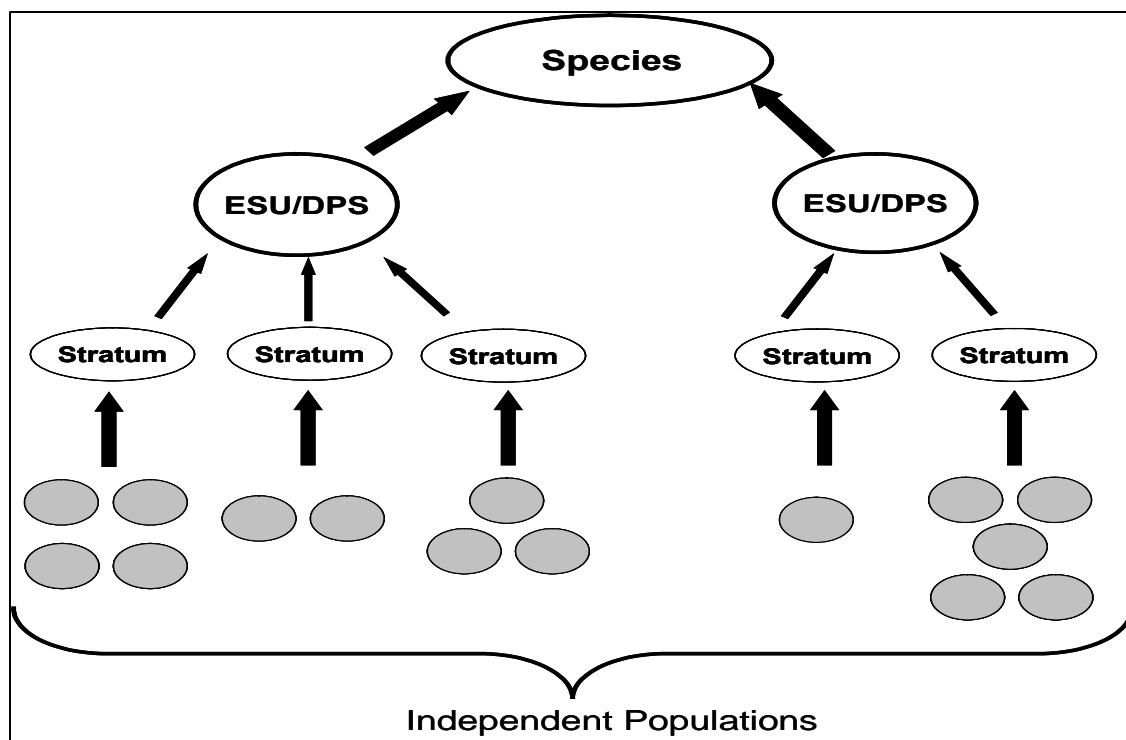 Species
ESU/DPS
ESU/DPS
Stratum
Stratum
Stratum
Stratum
Stratum
Independent Populations